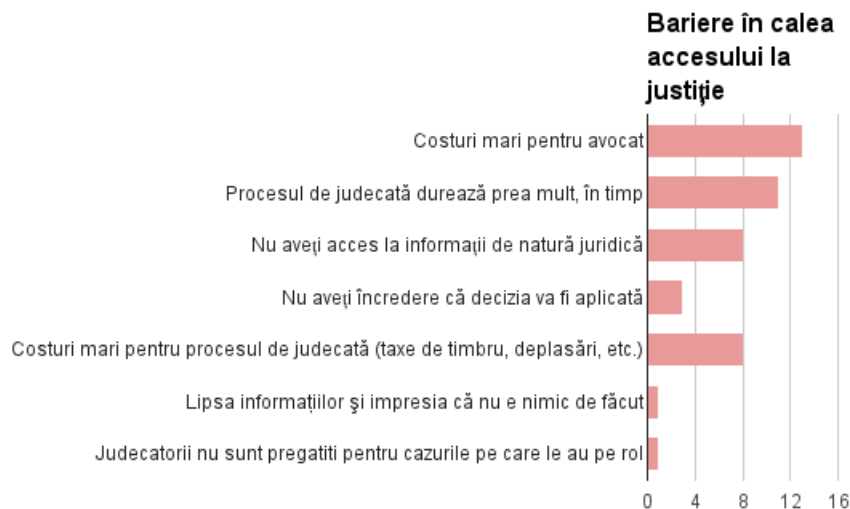 Bariere în calea
accesului la
justiţie
Costuri mari pentru avocat
Procesul de judecată durează prea mult, în timp
Nu aveţi acces la informaţii de natură juridică
Nu aveţi încredere că decizia va fi aplicată
Costuri mari pentru procesul de judecată (taxe de timbru, deplasări, etc.)
Lipsa informațiilor şi impresia că nu e nimic de făcut
Judecatorii nu sunt pregatiti pentru cazurile pe care le au pe rol
0 4 8 12 16